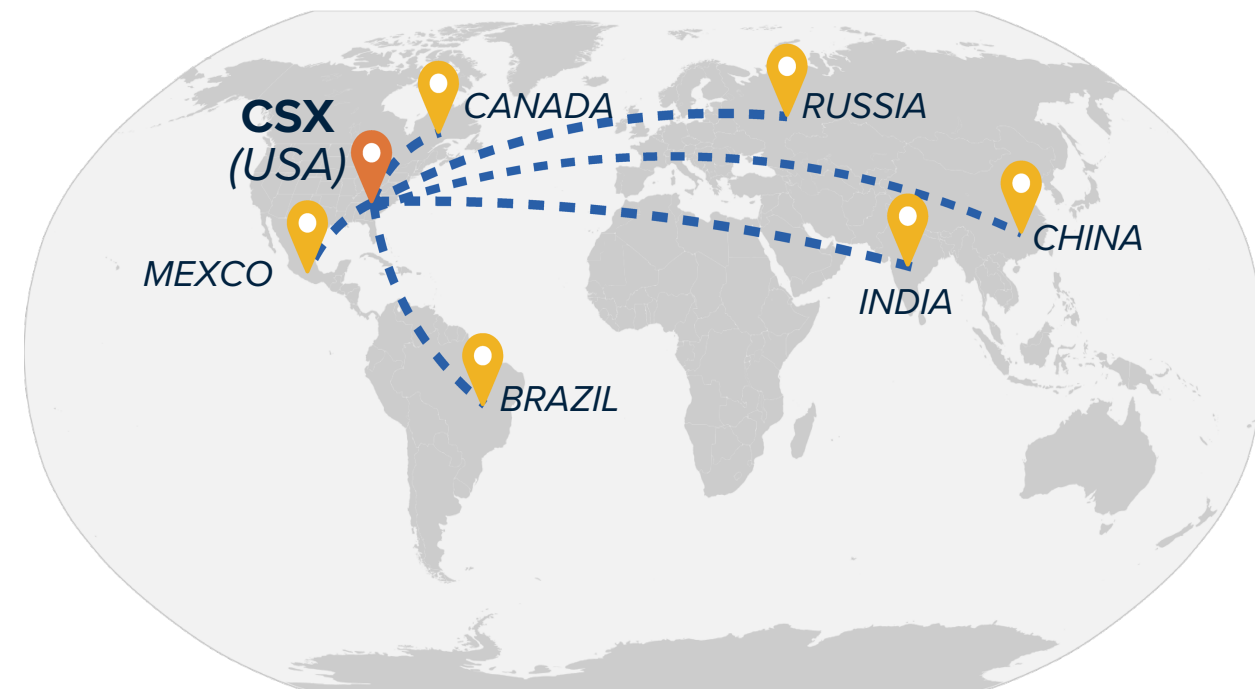 CANADA
RUSSIA
CSX
(USA)
CHINA
MEXCO
INDIA
BRAZIL